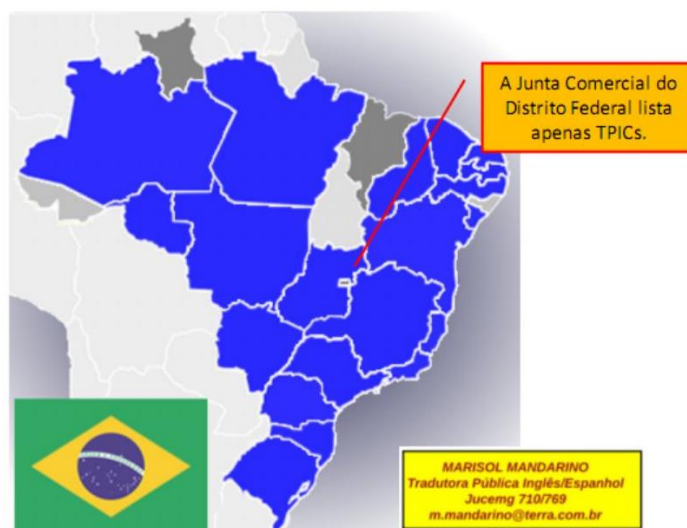 A Junta Comercial do
Distrito Federal lista
apenas TPICs.
MARISOL MANDARINO
Tradutora Pública Inglês/Espanhol
Jucemg 710/769
m.mandarino@terra.com.br